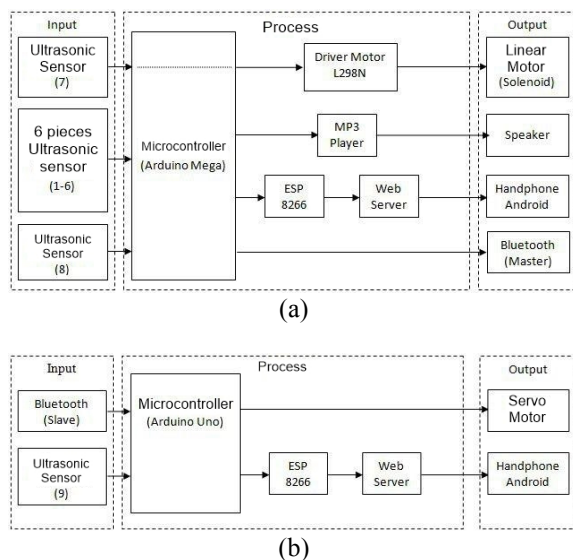 Input
Process
Output
Ultrasonic
Sensor
(7)
Driver Motor
L298N
Linear
Motor
(Solenoid)
6 pieces
Ultrasonic
sensor
(1-6)
Microcontroller
(Arduino Mega)
MP3
Player
Speaker
ESP
8266
Web
Server
Handphone
Android
Ultrasonic
Sensor
(8)
Bluetooth
(Master)
(a)
Input
Process
Output
Bluetooth
(Slave)
Microcontroller
(Arduino Uno)
Servo
Motor
Ultrasonic
Sensor
(9)
ESP
8266
Web
Server
Handphone
Android
(b)